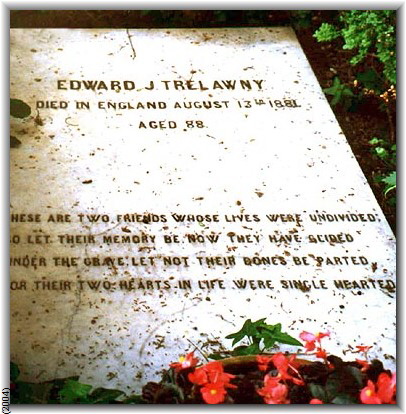 EDWARD J. TRELAWNY
DIED IN ENGLAND AUGUST 13TH 1881.
AGED 88.
HESE ARE TWO FRIENDS WHOSE LIVES WERE UNDIVIDED,
O LET THEIR MEMORY BE, NOW THEY HAVE GLIDED
UNDER THE GRAVE, LET NOT THEIR BONES BE PARTED,
OR THEIR TWO HEARTS IN LIFE WERE SINGLE HEARTED.
(2004)